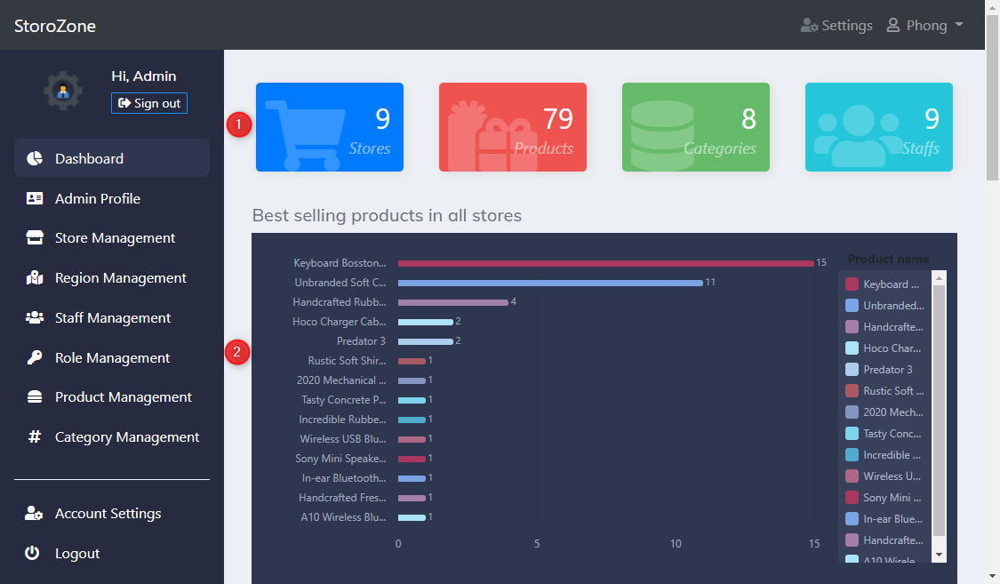 StoroZone
Settings
Phong
Hi, Admin
Sign out
Dashboard
Admin Profile
Store Management
Region Management
Staff Management
Role Management
Product Management
Category Management
Account Settings
Logout
1
9
Stores
79
Products
8
Categories
9
Staffs
Best selling products in all stores
2
Keyboard Bosston... 15
Unbranded Soft C... 11
Handcrafted Rubb... 4
Hoco Charger Cab... 2
Predator 3 2
Rustic Soft Shir... 1
2020 Mechanical ... 1
Tasty Concrete P... 1
Incredible Rubbe... 1
Wireless USB Blu... 1
Sony Mini Speake... 1
In-ear Bluetooth... 1
Handcrafted Fres... 1
A10 Wireless Blu... 1
0 5 10 15
Product name
Keyboard ...
Unbranded...
Handcrafte...
Hoco Char...
Predator 3
Rustic Soft ...
2020 Mech...
Tasty Conc...
Incredible ...
Wireless U...
Sony Mini ...
In-ear Blue...
Handcrafte...
A10 Wirele...